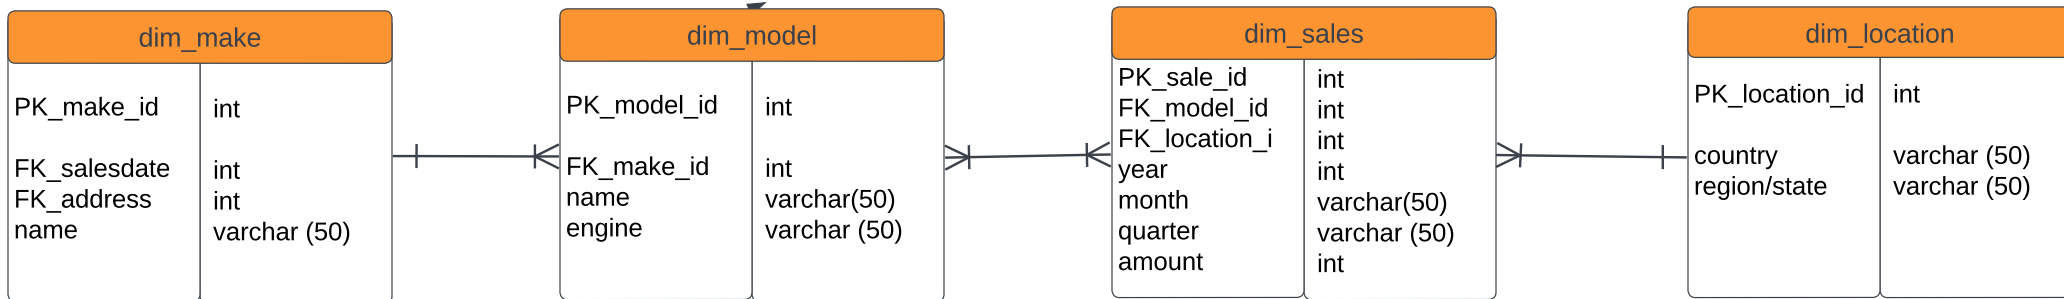 dim_make
PK_make_id int
FK_salesdate int
FK_address int
name varchar (50)
dim_model
PK_model_id int
FK_make_id int
name varchar(50)
engine varchar (50)
dim_sales
PK_sale_id int
FK_model_id int
FK_location_i int
year int
month varchar(50)
quarter varchar (50)
amount int
dim_location
PK_location_id int
country varchar (50)
region/state varchar (50)